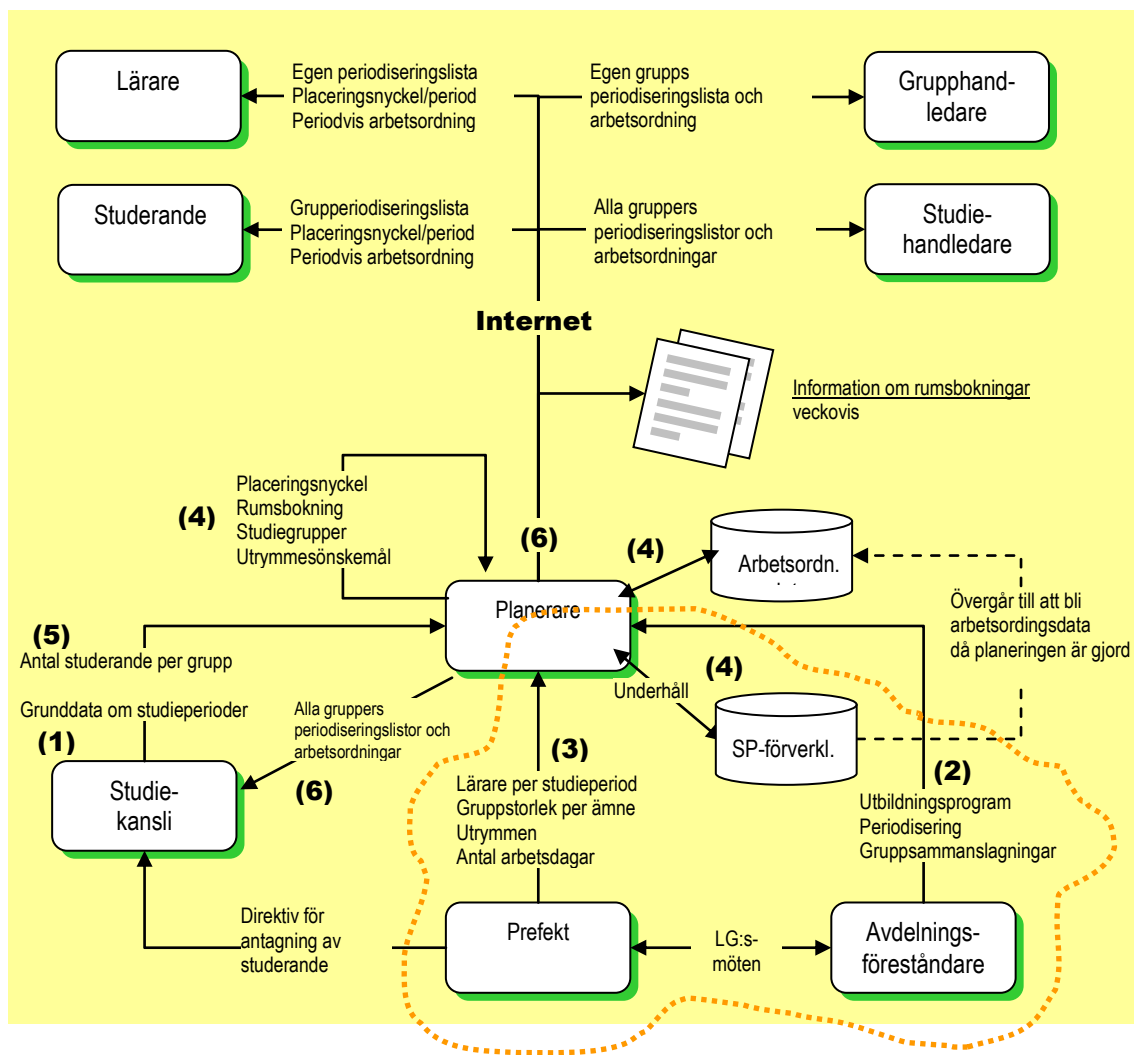 Lärare
Egen periodiseringslista
Placeringsnyckel/period
Periodvis arbetsordning
Egen grupps
periodiseringslista och
arbetsordning
Grupphand-
ledare
Studerande
Grupperiodiseringslista
Placeringsnyckel/period
Periodvis arbetsordning
Alla gruppers
periodiseringslistor och
arbetsordningar
Studie-
handledare
Internet
Information om rumsbokningar
veckovis
(4)
Placeringsnyckel
Rumsbokning
Studiegrupper
Utrymmesönskemål
(6)
(4)
Arbetsordn.
Planerare
Övergår till att bli
arbetsordingsdata
då planeringen är gjord
(5)
Antal studerande per grupp
(4)
Underhåll
Grunddata om studieperioder
(1)
Alla gruppers
periodiseringslistor och
arbetsordningar
(6)
SP-förverkl.
(3)
Lärare per studieperiod
Gruppstorlek per ämne
Utrymmen
Antal arbetsdagar
(2)
Utbildningsprogram
Periodisering
Gruppsammanslagningar
Studie-
kansli
Direktiv för
antagning av
studerande
Prefekt
LG:s-
möten
Avdelnings-
föreståndare